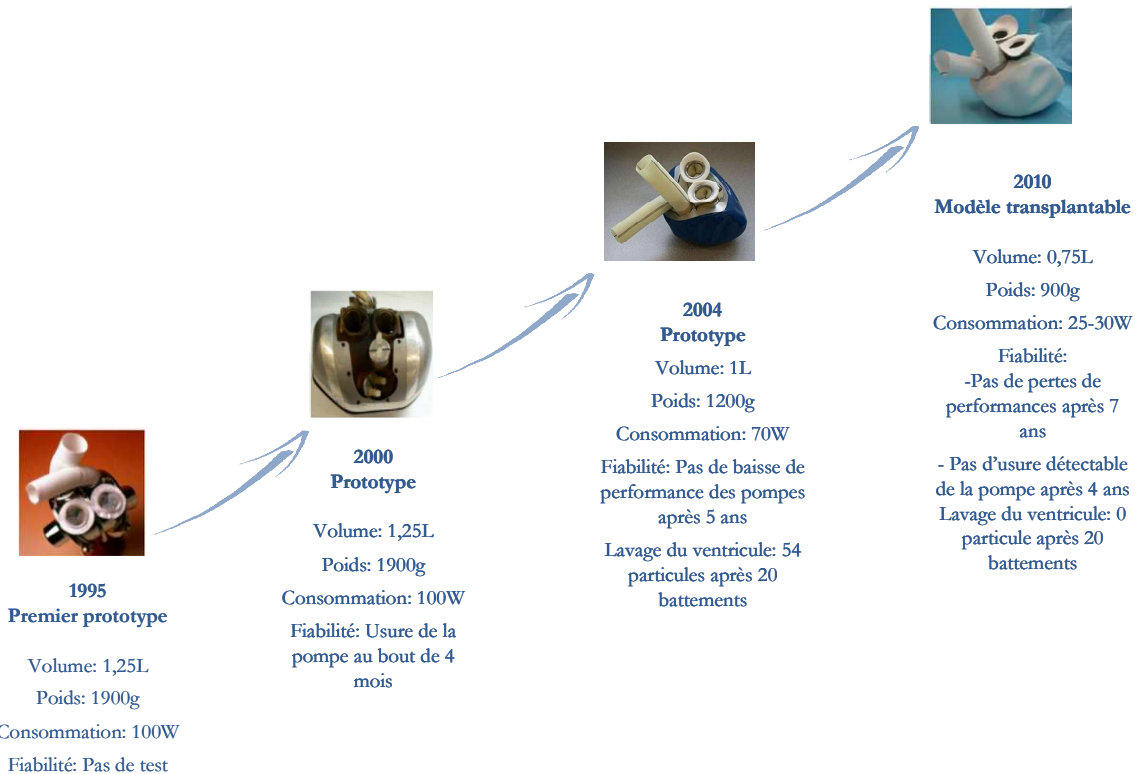 1995
Premier prototype
Volume: 1,25L
Poids: 1900g
Consommation: 100W
Fiabilité: Pas de test
2000
Prototype
Volume: 1,25L
Poids: 1900g
Consommation: 100W
Fiabilité: Usure de la
pompe au bout de 4
mois
2004
Prototype
Volume: 1L
Poids: 1200g
Consommation: 70W
Fiabilité: Pas de baisse de
performance des pompes
après 5 ans
Lavage du ventricule: 54
particules après 20
battements
2010
Modèle transplantable
Volume: 0,75L
Poids: 900g
Consommation: 25-30W
Fiabilité:
-Pas de pertes de
performances après 7
ans
- Pas d’usure détectable
de la pompe après 4 ans
Lavage du ventricule: 0
particule après 20
battements